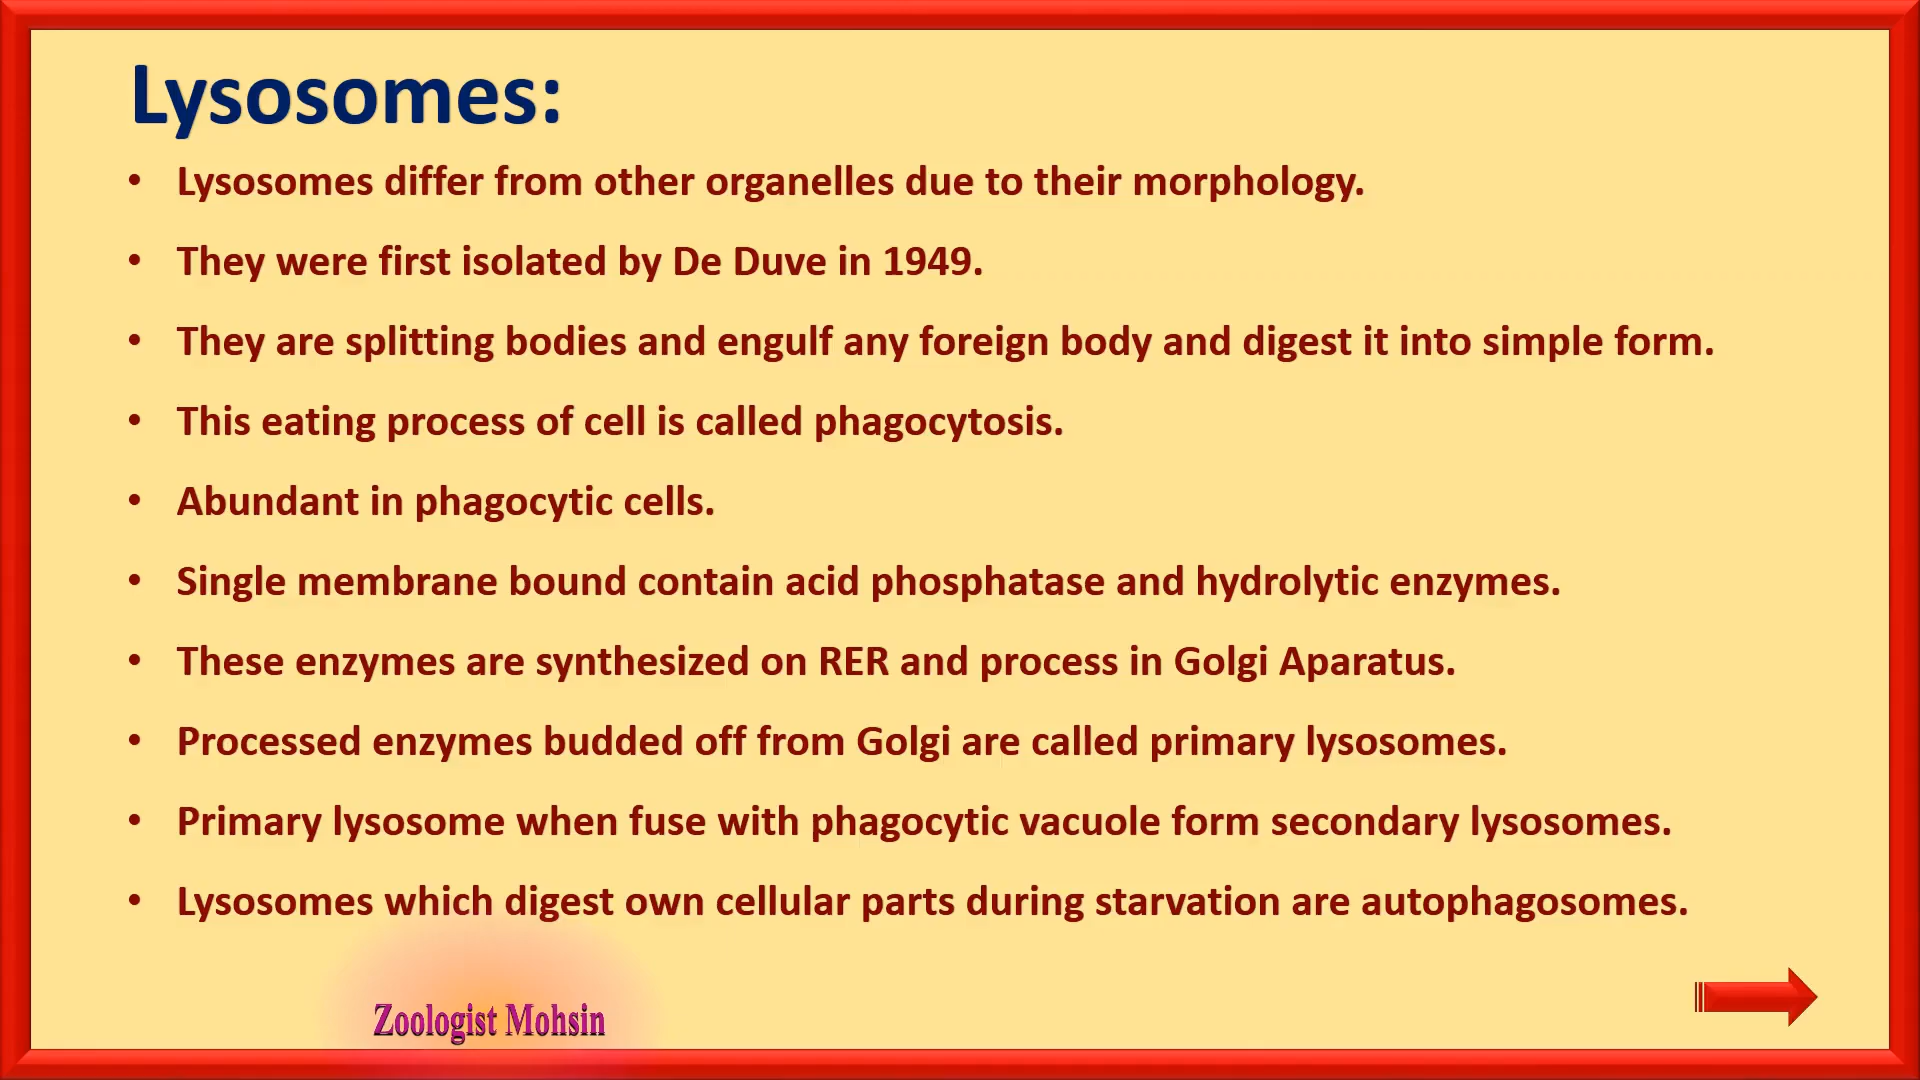 Lysosomes:
• Lysosomes differ from other organelles due to their morphology.
• They were first isolated by De Duve in 1949.
• They are splitting bodies and engulf any foreign body and digest it into simple form.
• This eating process of cell is called phagocytosis.
• Abundant in phagocytic cells.
• Single membrane bound contain acid phosphatase and hydrolytic enzymes.
• These enzymes are synthesized on RER and process in Golgi Aparatus.
• Processed enzymes budded off from Golgi are called primary lysosomes.
• Primary lysosome when fuse with phagocytic vacuole form secondary lysosomes.
• Lysosomes which digest own cellular parts during starvation are autophagosomes.
Zoologist Mohsin